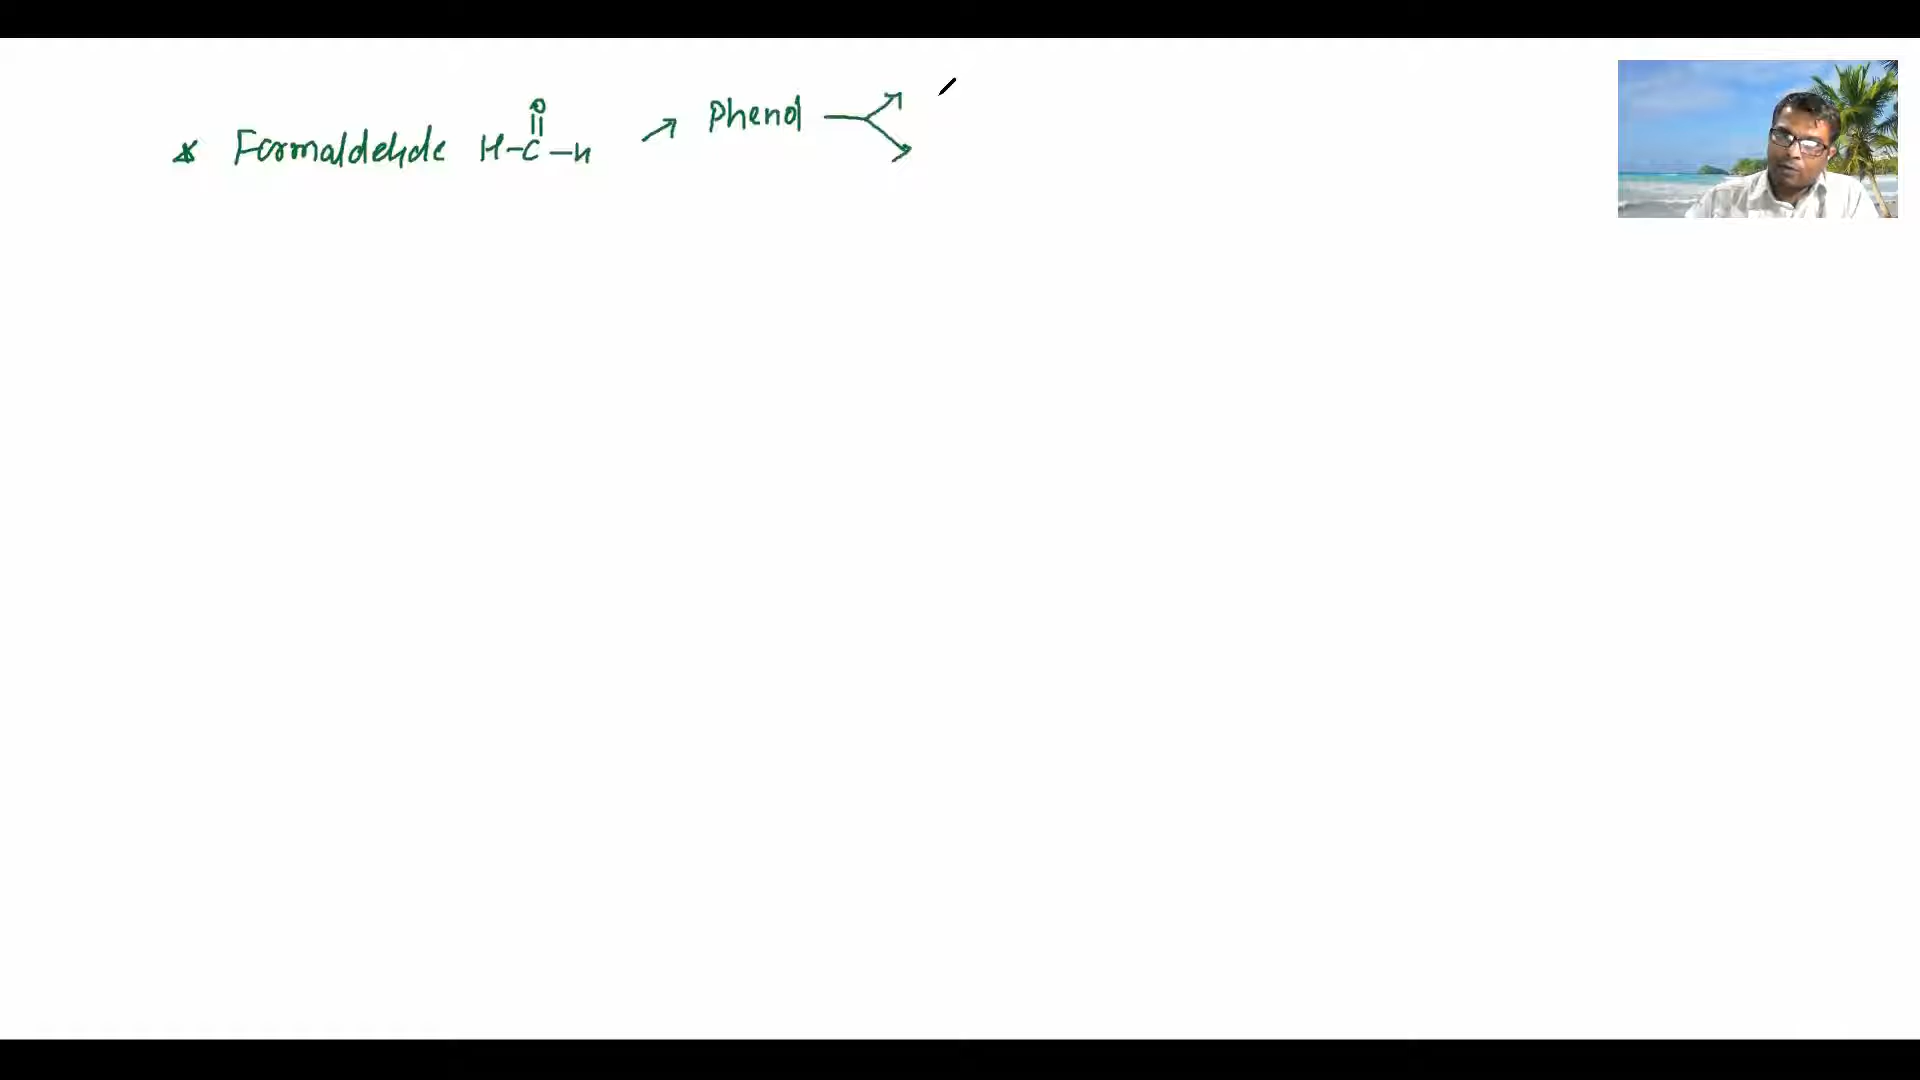 * Formaldehyde H-C-H → Phenol
O